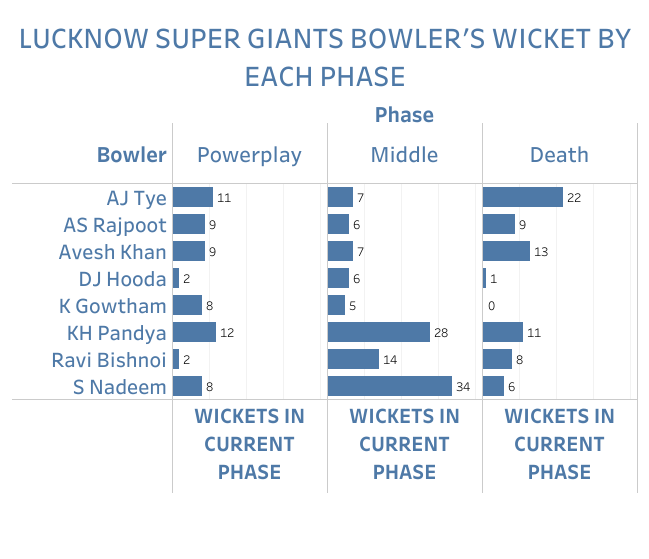 LUCKNOW SUPER GIANTS BOWLER’S WICKET BY
EACH PHASE
Phase
Bowler Powerplay Middle Death
AJ Tye 11 7 22
AS Rajpoot 9 6 9
Avesh Khan 9 7 13
DJ Hooda 2 6 1
K Gowtham 8 5 0
KH Pandya 12 28 11
Ravi Bishnoi 2 14 8
S Nadeem 8 34 6
WICKETS IN WICKETS IN WICKETS IN
CURRENT CURRENT CURRENT
PHASE PHASE PHASE